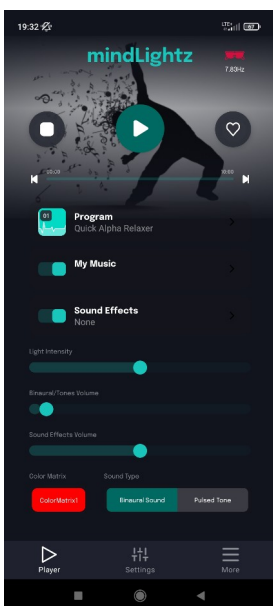 19:32
LTE+
67
mindLightz
7.83Hz
00:00 10:00
01
Program
Quick Alpha Relaxer
My Music
Sound Effects
None
Light Intensity
Binaural/Tones Volume
Sound Effects Volume
Color Matrix Sound Type
ColorMatrix1 Binaural Sound Pulsed Tone
Player Settings More